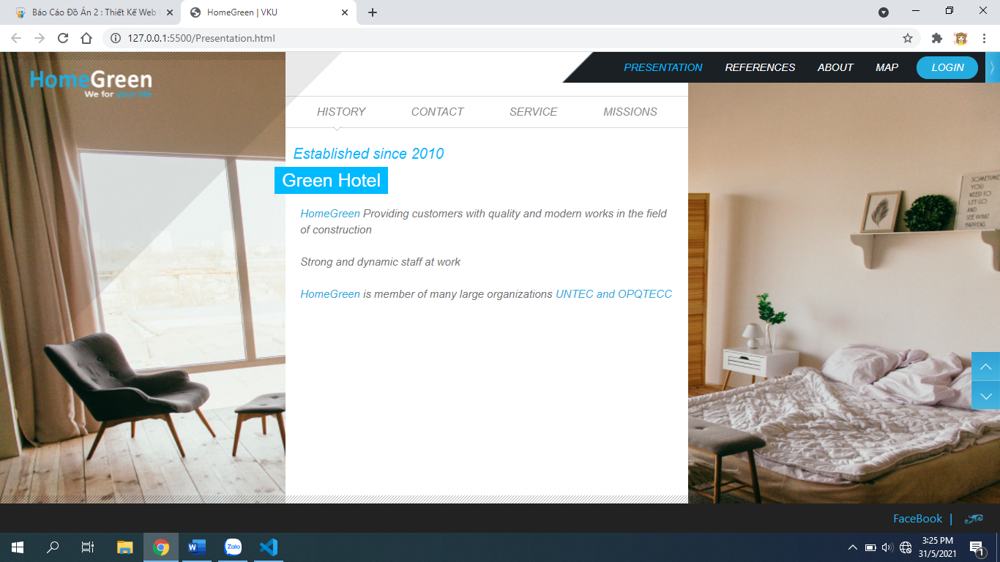 Báo Cáo Đồ Án 2 : Thiết Kế Web
HomeGreen | VKU
127.0.0.1:5500/Presentation.html
HomeGreen
We for your life
PRESENTATION
REFERENCES
ABOUT
MAP
LOGIN
HISTORY
CONTACT
SERVICE
MISSIONS
Established since 2010
Green Hotel
HomeGreen Providing customers with quality and modern works in the field
of construction
Strong and dynamic staff at work
HomeGreen is member of many large organizations UNTEC and OPQTECC
SOMETIMES
YOU
NEED TO
LET GO
AND
SEE WHAT
HAPPENS
FaceBook |
Zalo
3:25 PM
31/5/2021
1